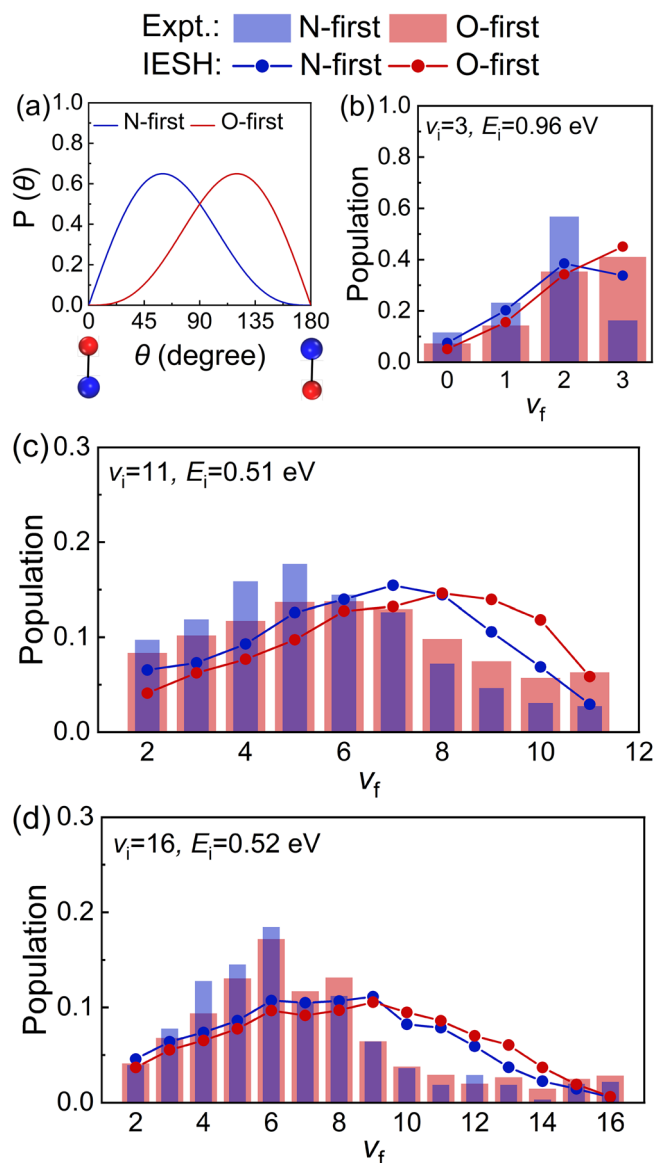 Expt.: N-first O-first
IESH: N-first O-first
(a)
1.0
0.8
0.6
0.4
0.2
0.0
P (θ)
N-first O-first
0 45 90 135 180
θ (degree)
(b)
1.0
0.8
0.6
0.4
0.2
0.0
Population
vi=3, Ei=0.96 eV
0 1 2 3
vf
(c)
0.3
0.2
0.1
0.0
Population
vi=11, Ei=0.51 eV
2 4 6 8 10 12
vf
(d)
0.3
0.2
0.1
0.0
Population
vi=16, Ei=0.52 eV
2 4 6 8 10 12 14 16
vf